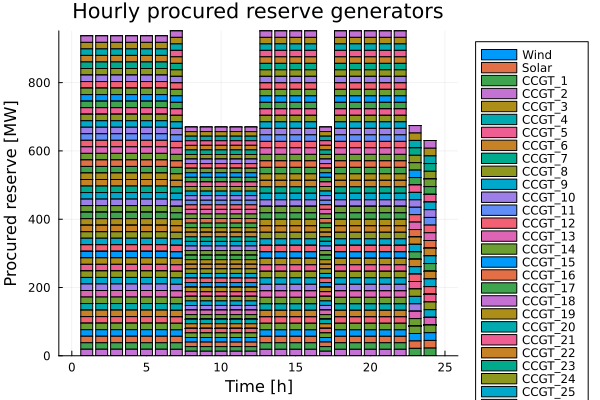 Hourly procured reserve generators
Procured reserve [MW]
800
600
400
200
0
0
5
10
15
20
25
Time [h]
Wind
Solar
CCGT_1
CCGT_2
CCGT_3
CCGT_4
CCGT_5
CCGT_6
CCGT_7
CCGT_8
CCGT_9
CCGT_10
CCGT_11
CCGT_12
CCGT_13
CCGT_14
CCGT_15
CCGT_16
CCGT_17
CCGT_18
CCGT_19
CCGT_20
CCGT_21
CCGT_22
CCGT_23
CCGT_24
CCGT_25